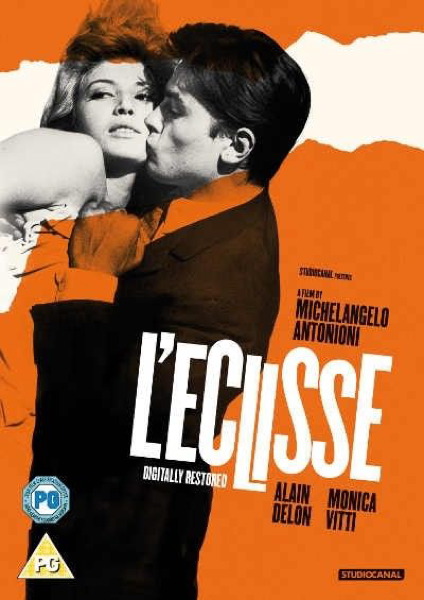 STUDIOCANAL PRESENTS
A FILM BY
MICHELANGELO
ANTONIONI
L'ECLISSE
DIGITALLY RESTORED
ALAIN
DELON
MONICA
VITTI
PG
PG
STUDIOCANAL